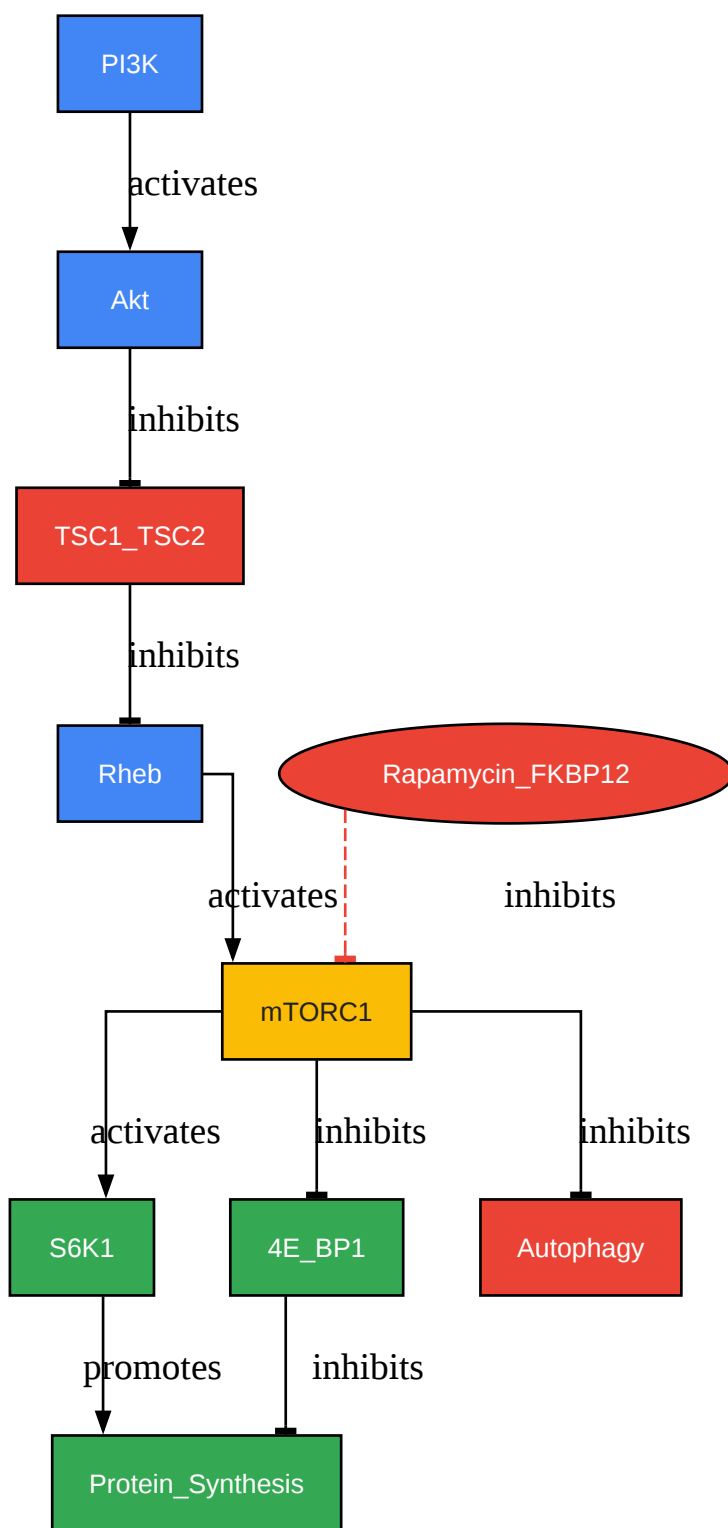 PI3K
activates
Akt
inhibits
TSC1_TSC2
inhibits
Rheb
Rapamycin_FKBP12
activates
inhibits
mTORC1
activates
inhibits
inhibits
S6K1
4E_BP1
Autophagy
promotes
inhibits
Protein_Synthesis